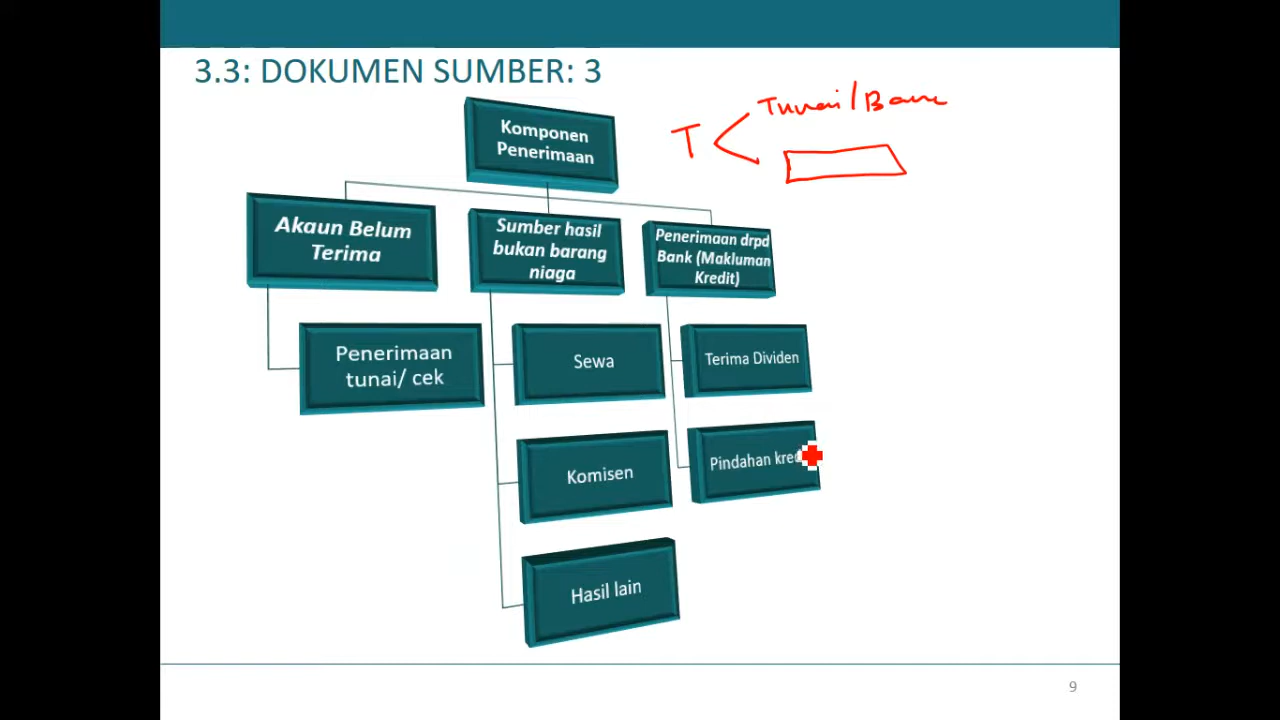 3.3: DOKUMEN SUMBER: 3
Komponen
Penerimaan
T
Tunai/Bank
Akaun Belum
Terima
Sumber hasil
bukan barang
niaga
Penerimaan drpd
Bank (Makluman
Kredit)
Penerimaan
tunai/ cek
Sewa
Terima Dividen
Komisen
Pindahan
Hasil lain
9